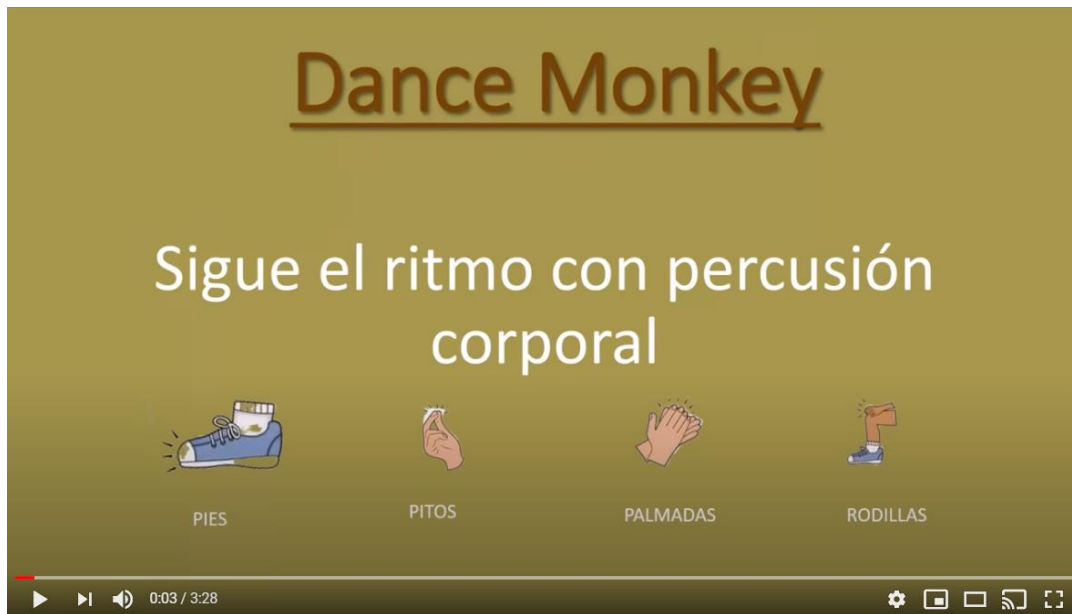 Dance Monkey
Sigue el ritmo con percusión
corporal
PIES
PITOS
PALMADAS
RODILLAS
0:03 / 3:28